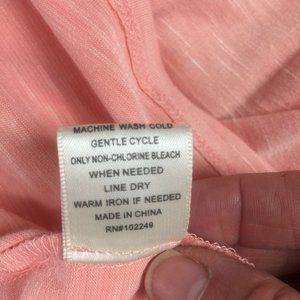 MACHINE WASH COLD
GENTLE CYCLE
ONLY NON-CHLORINE BLEACH
WHEN NEEDED
LINE DRY
WARM IRON IF NEEDED
MADE IN CHINA
RN#102249